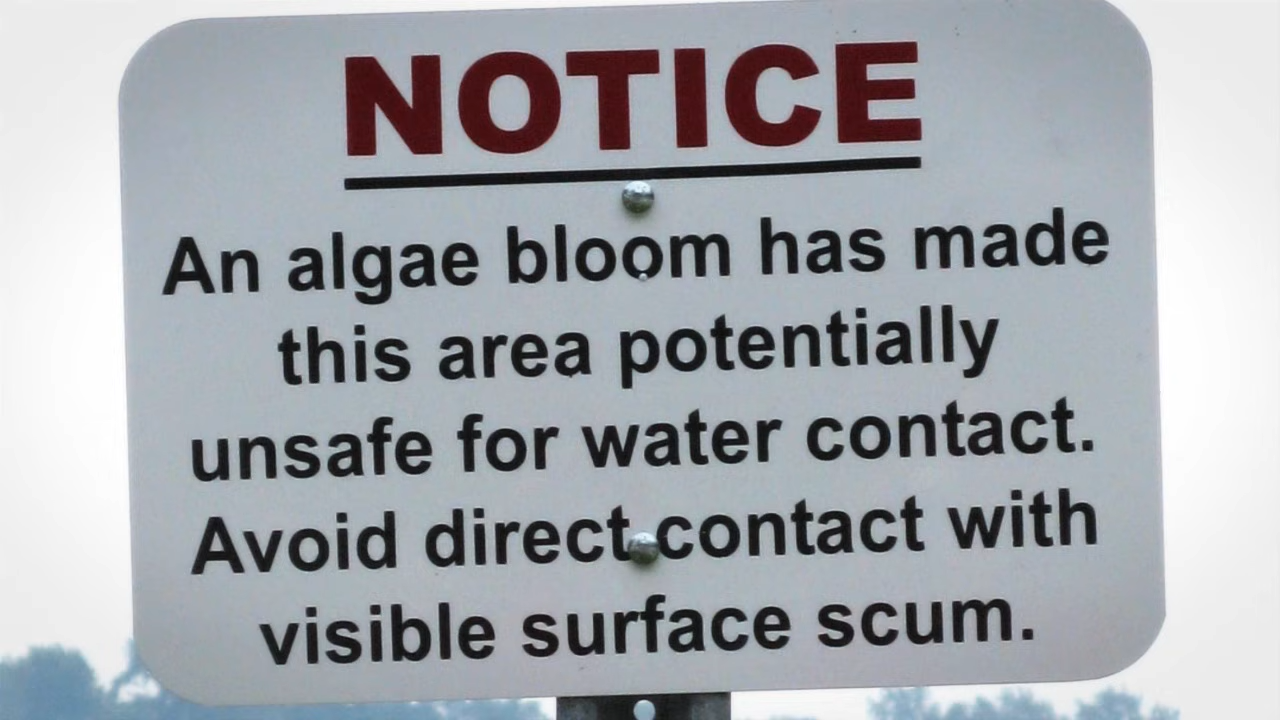 NOTICE
An algae bloom has made
this area potentially
unsafe for water contact.
Avoid direct contact with
visible surface scum.